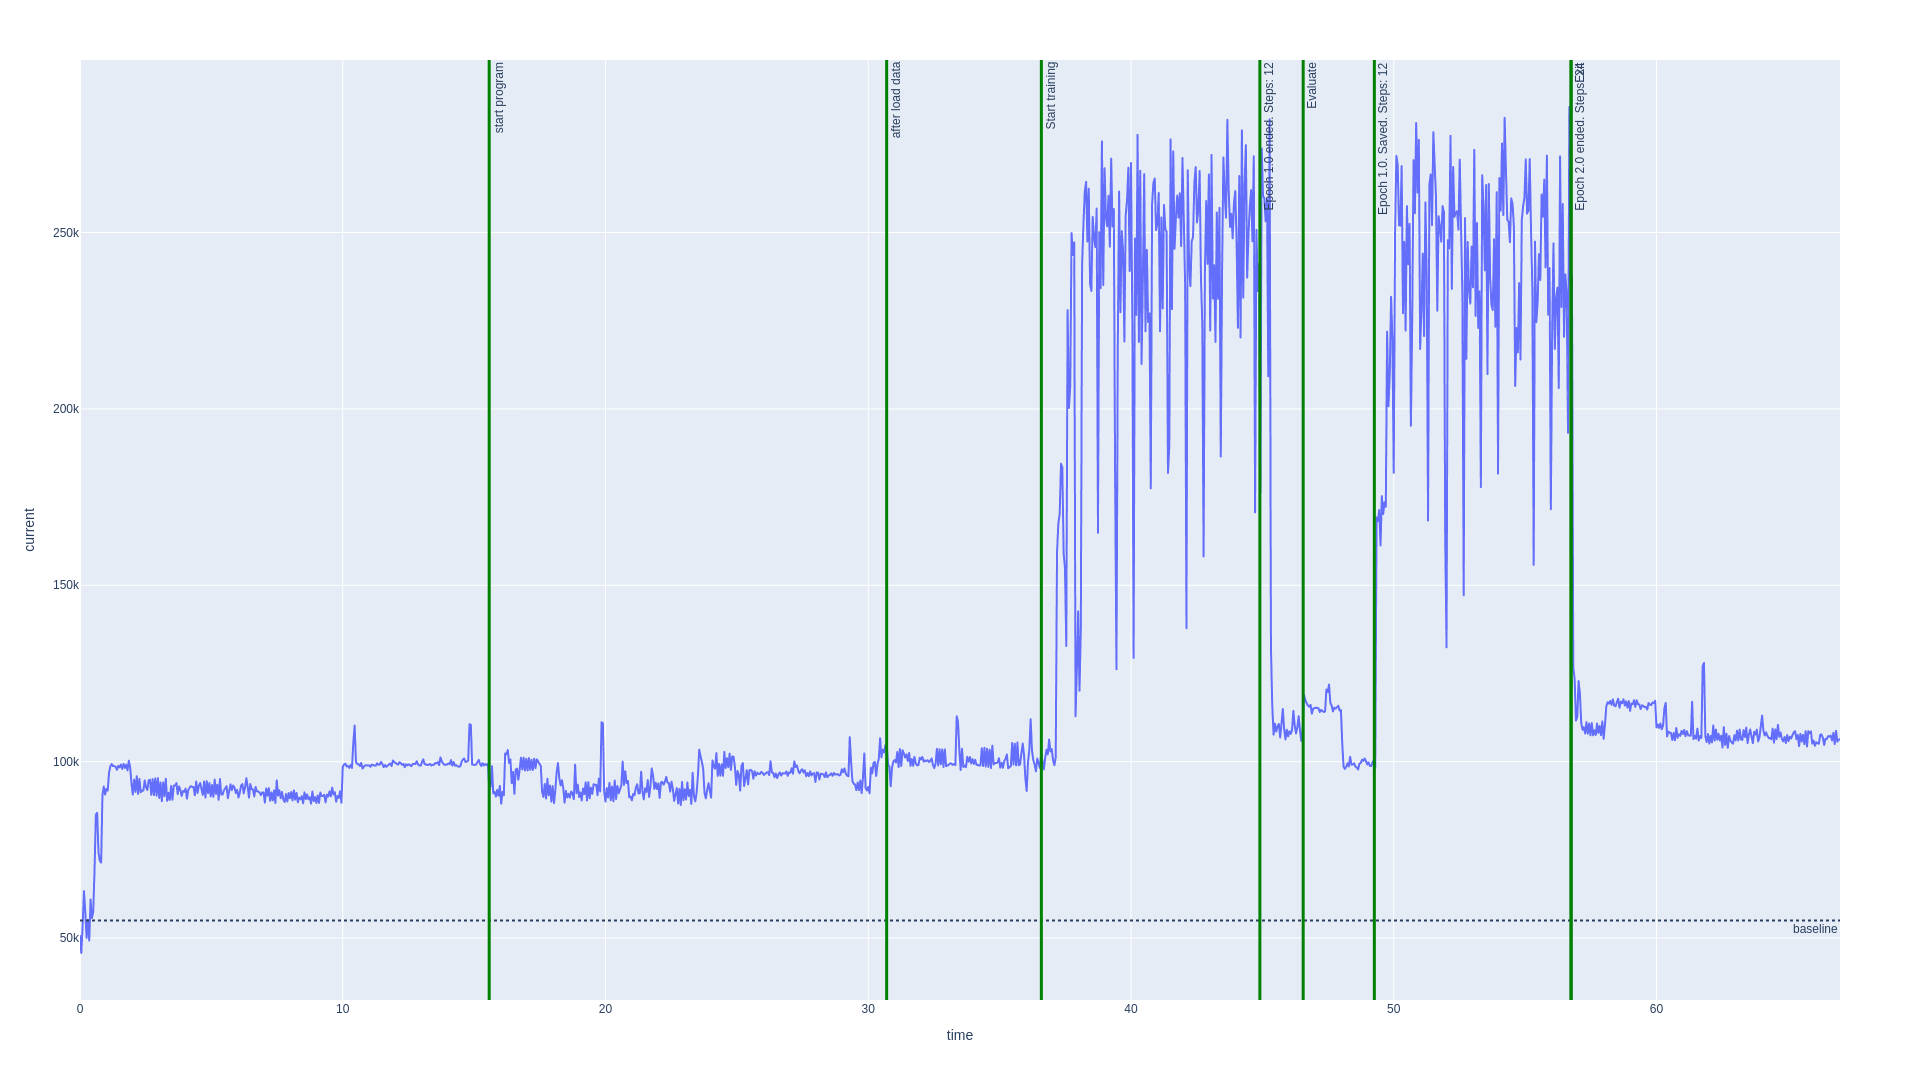 start program
after load data
Start training
Epoch 1.0 ended. Steps: 12
Evaluate
Epoch 1.0. Saved. Steps: 12
Epoch 2.0 ended. Steps: 24
Exit
250k
200k
150k
100k
50k
current
baseline
0
10
20
30
40
50
60
time